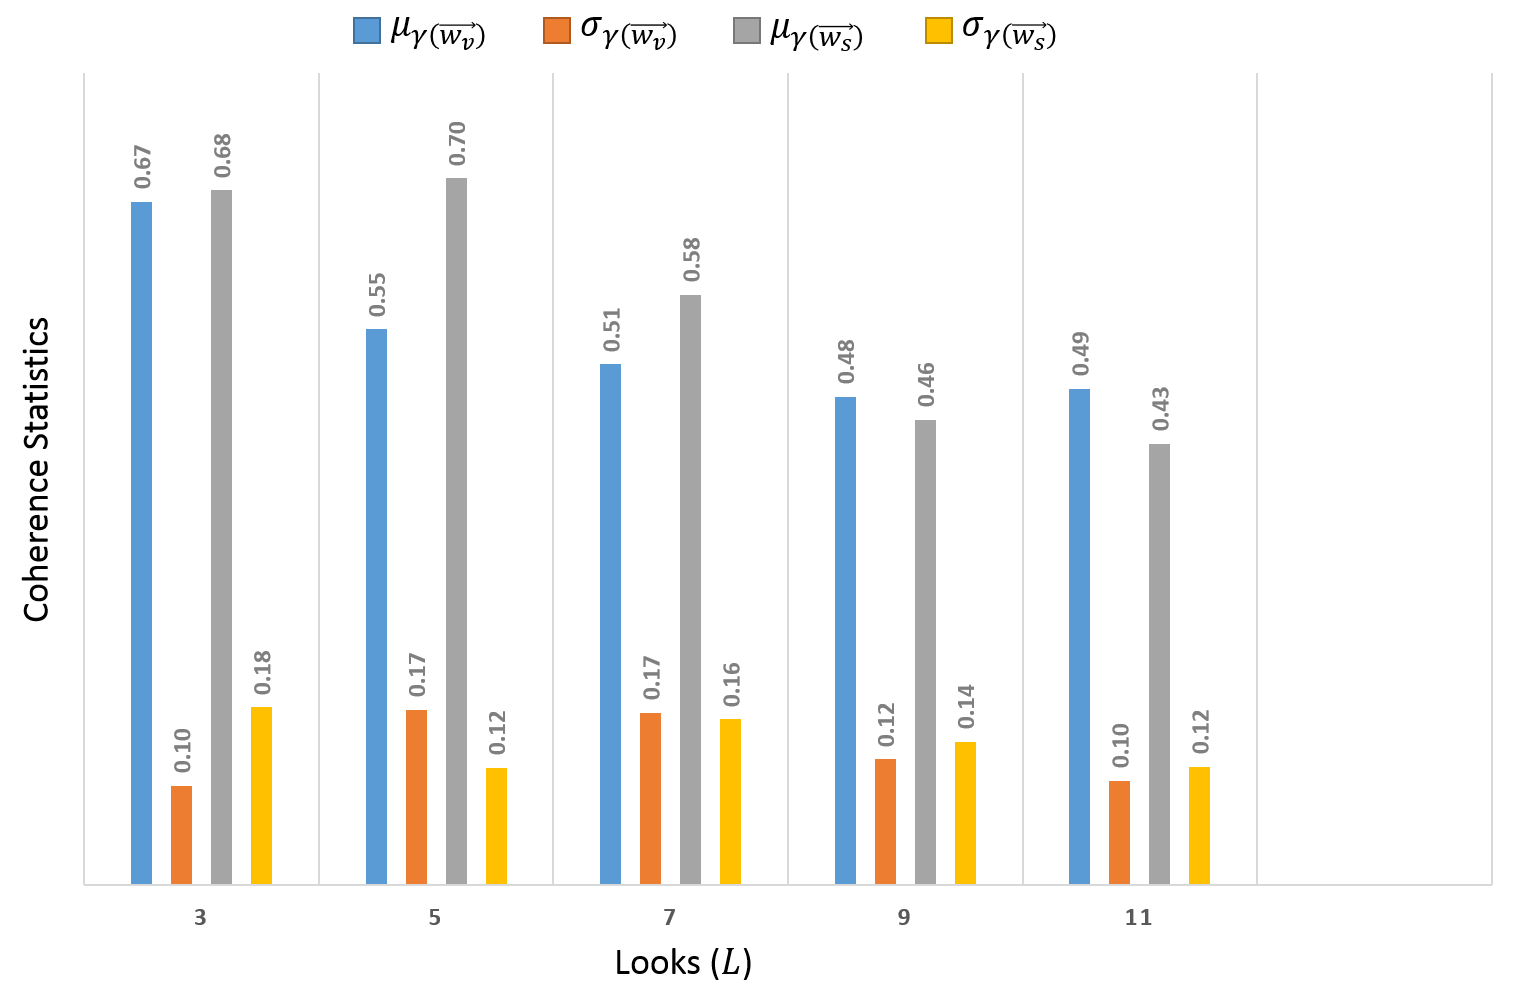 μγ(w⃗v) σγ(w⃗v) μγ(w⃗s) σγ(w⃗s)
Coherence Statistics
0.67 0.10 0.68 0.18
0.55 0.17 0.70 0.12
0.51 0.17 0.58 0.16
0.48 0.12 0.46 0.14
0.49 0.10 0.43 0.12
3 5 7 9 11
Looks (L)